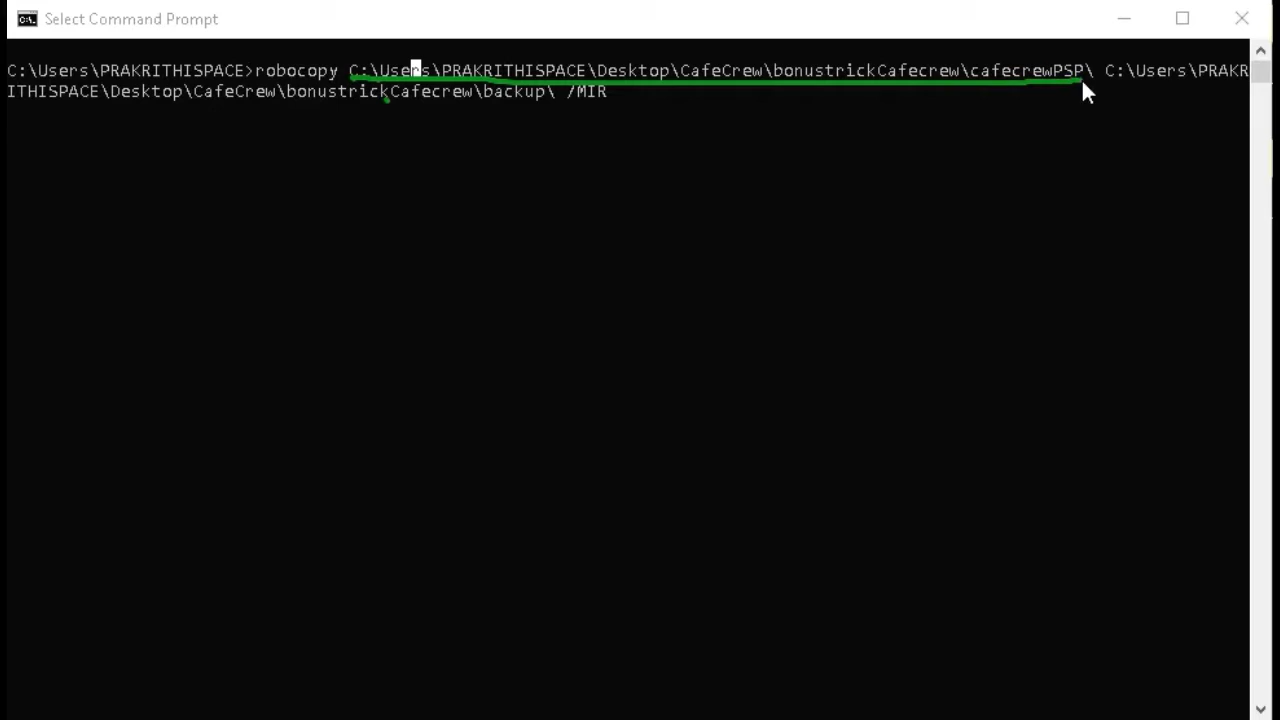 Select Command Prompt
C:\Users\PRAKRITHISPACE>robocopy C:\Users\PRAKRITHISPACE\Desktop\CafeCrew\bonustrickCafecrew\cafecrewPSP\ C:\Users\PRAKR
ITHISPACE\Desktop\CafeCrew\bonustrickCafecrew\backup\ /MIR